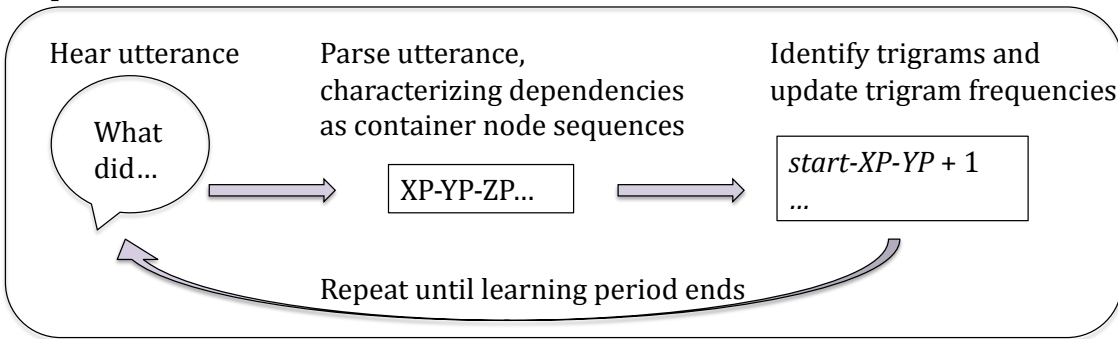 Hear utterance
What
did…
Parse utterance,
characterizing dependencies
as container node sequences
XP-YP-ZP…
Identify trigrams and
update trigram frequencies
start-XP-YP + 1
…
Repeat until learning period ends